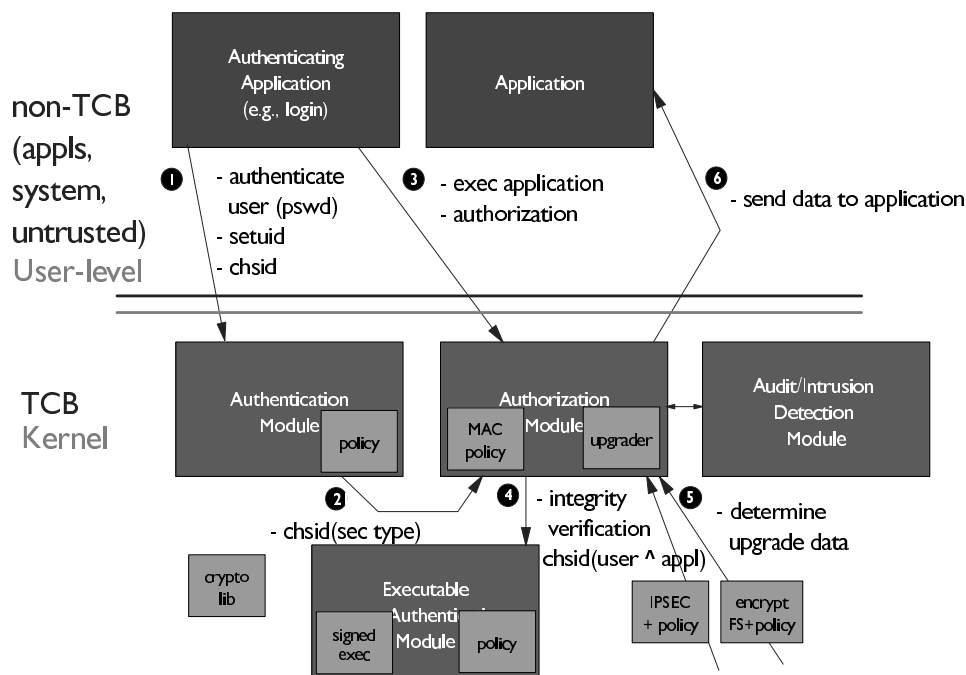 Authenticating
Application
(e.g., login)
Application
non-TCB
(appls,
system,
untrusted)
User-level
1
- authenticate
user (pswd)
- setuid
- chsid
3
- exec application
- authorization
6
- send data to application
TCB
Kernel
Authentication
Module
policy
Authorization
Module
MAC
policy
upgrader
Audit/Intrusion
Detection
Module
2
- chsid(sec type)
4
- integrity
verification
chsid(user ^ appl)
5
- determine
upgrade data
crypto
lib
Executable
Authenti
Module
signed
exec
policy
IPSEC
+ policy
encrypt
FS+policy